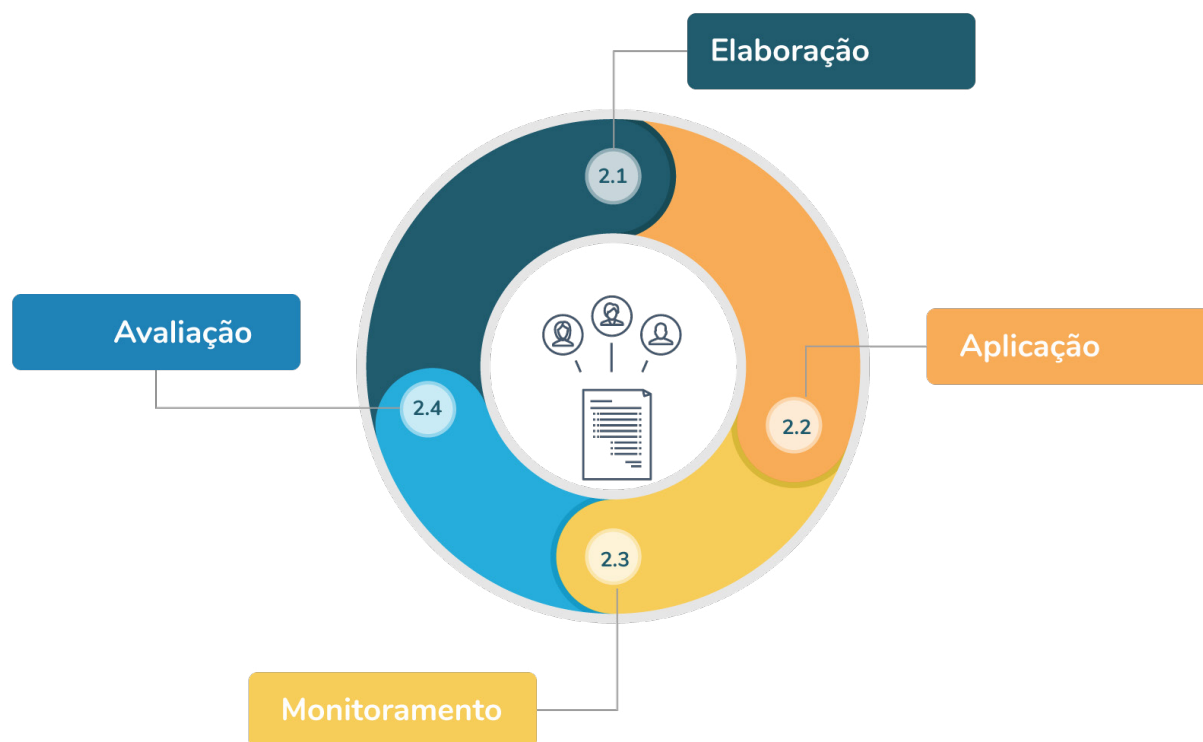 Elaboração
2.1
Avaliação
Aplicação
2.4
2.2
2.3
Monitoramento